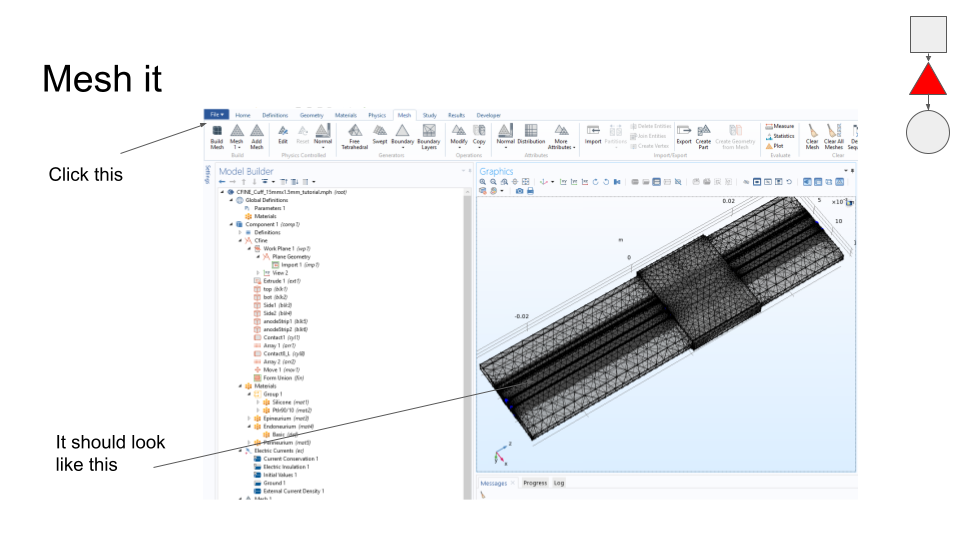 Mesh it
Click this
It should look
like this
File
Home
Definitions
Geometry
Materials
Physics
Mesh
Study
Results
Developer
Build
Mesh
Mesh
1
Add
Mesh
Edit
Reset
Normal
Free
Tetrahedral
Swept
Boundary
Boundary
Layers
Modify
Copy
Normal
Distribution
More
Attributes
Import
Partitions
Delete Entities
Join Entities
Create Vertex
Export
Create
Part
Create Geometry
from Mesh
Measure
Statistics
Plot
Clear
Mesh
Clear All
Meshes
Build
Physics Controlled
Generators
Operations
Attributes
Import/Export
Evaluate
Clear
Settings
Model Builder
CFINE_Cuff_15mmx1.5mm_tutorial.mph (root)
Global Definitions
Parameters 1
Materials
Component 1 (comp1)
Definitions
Cfine
Work Plane 1 (wp1)
Plane Geometry
Import 1 (imp1)
View 2
Extrude 1 (ext1)
top (blk1)
bot (blk2)
Side1 (blk3)
Side2 (blk4)
anodeStrip1 (blk5)
anodeStrip2 (blk6)
Contact1 (cyl1)
Array 1 (arr1)
Contact8_L (cyl8)
Array 2 (arr2)
Move 1 (mov1)
Form Union (fin)
Materials
Group 1
Silicone (mat1)
PtIr90/10 (mat2)
Epineurium (mat3)
Endoneurium (mat4)
Basic (def)
Perineurium (mat5)
Electric Currents (ec)
Current Conservation 1
Electric Insulation 1
Initial Values 1
Ground 1
External Current Density 1
Mesh 1
Graphics
0.02
5
×10
10
m
0
-0.02
z
x
Messages
Progress
Log